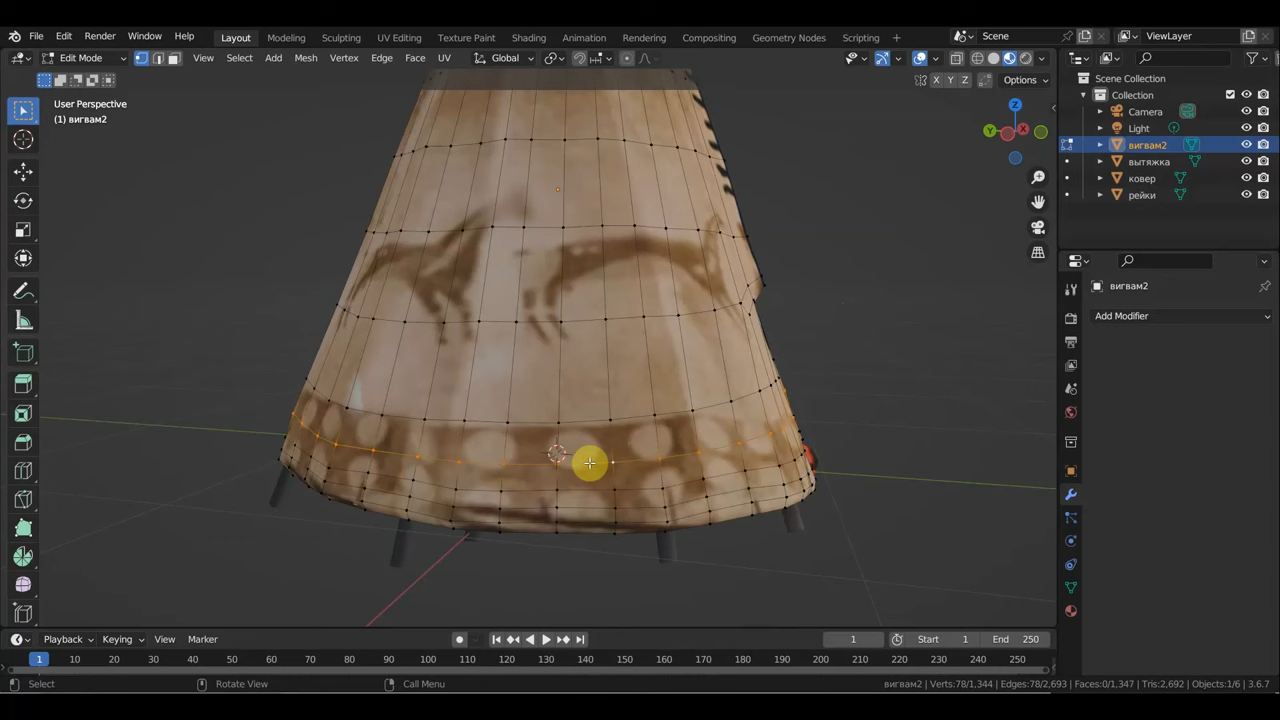 File Edit Render Window Help Layout Modeling Sculpting UV Editing Texture Paint Shading Animation Rendering Compositing Geometry Nodes Scripting + Scene ViewLayer
Edit Mode View Select Add Mesh Vertex Edge Face UV Global
X Y Z Options
User Perspective
(1) вигвам2
Z
Y X
Scene Collection
Collection
Camera
Light
вигвам2
вытяжка
ковер
рейки
вигвам2
Add Modifier
Playback Keying View Marker 1 Start 1 End 250
1 10 20 30 40 50 60 70 80 90 100 110 120 130 140 150 160 170 180 190 200 210 220 230 240 250
Select Rotate View Call Menu вигвам2 | Verts:78/1,344 | Edges:78/2,693 | Faces:0/1,347 | Tris:2,692 | Objects:1/6 | 3.6.7